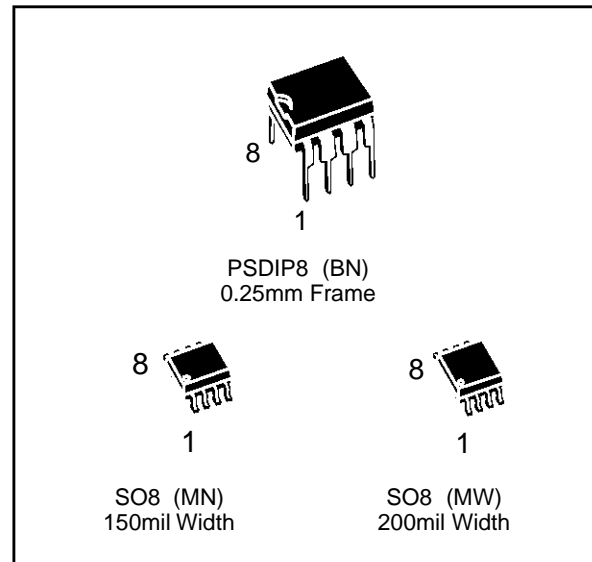 8
1
PSDIP8 (BN)
0.25mm Frame
8
1
SO8 (MN)
150mil Width
8
1
SO8 (MW)
200mil Width